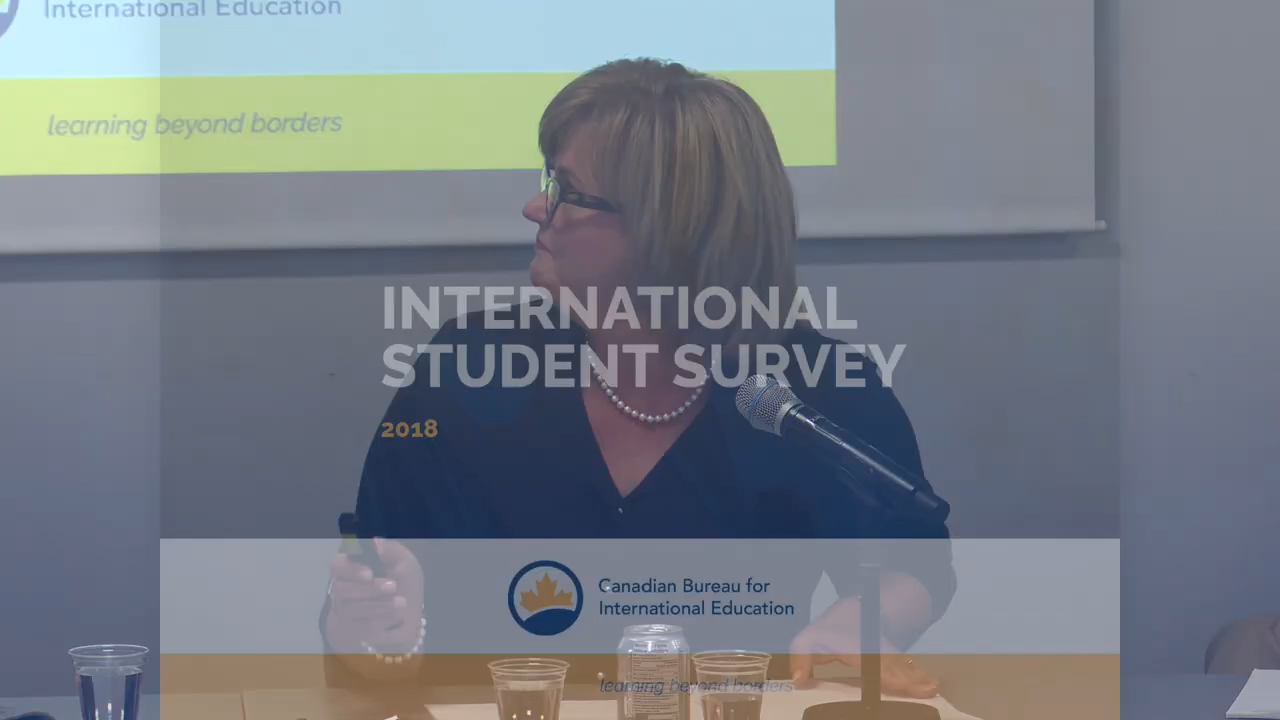 International Education
learning beyond borders
INTERNATIONAL
STUDENT SURVEY
2018
Canadian Bureau for
International Education
learning beyond borders